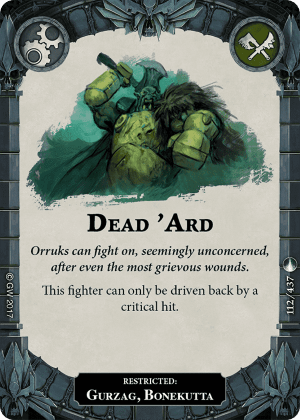 DEAD 'ARD
Orruks can fight on, seemingly unconcerned,
after even the most grievous wounds.
This fighter can only be driven back by a
critical hit.
© GW 2017
112/437
RESTRICTED:
GURZAG, BONEKUTTA